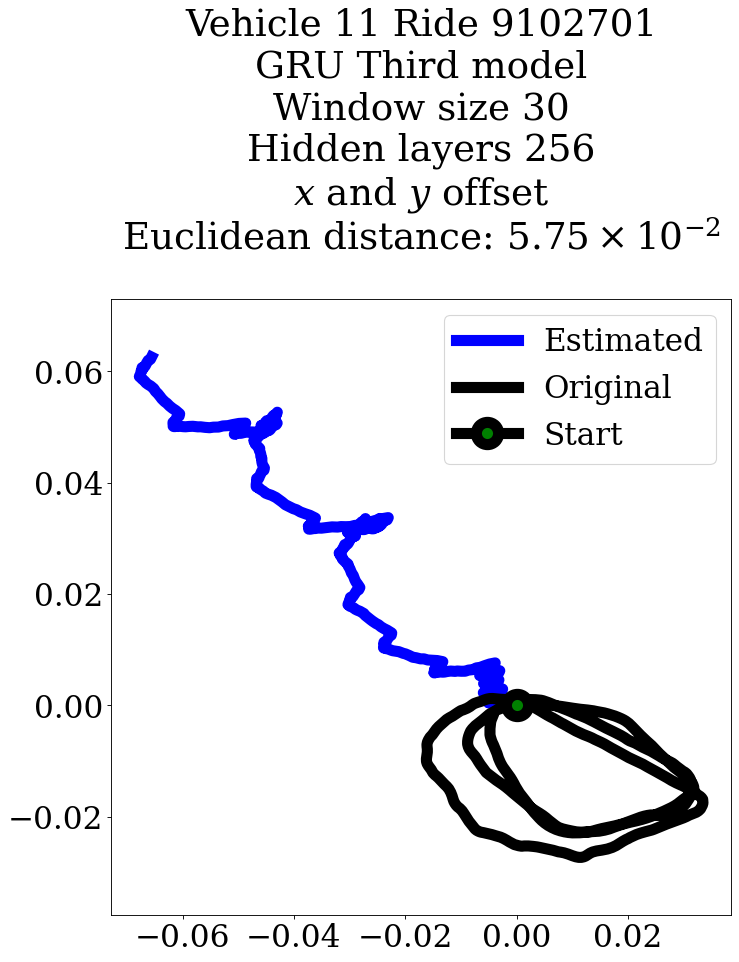 Vehicle 11 Ride 9102701
GRU Third model
Window size 30
Hidden layers 256
x and y offset
Euclidean distance: 5.75 × 10⁻²
Estimated
Original
Start
0.06
0.04
0.02
0.00
−0.02
−0.06 −0.04 −0.02 0.00 0.02